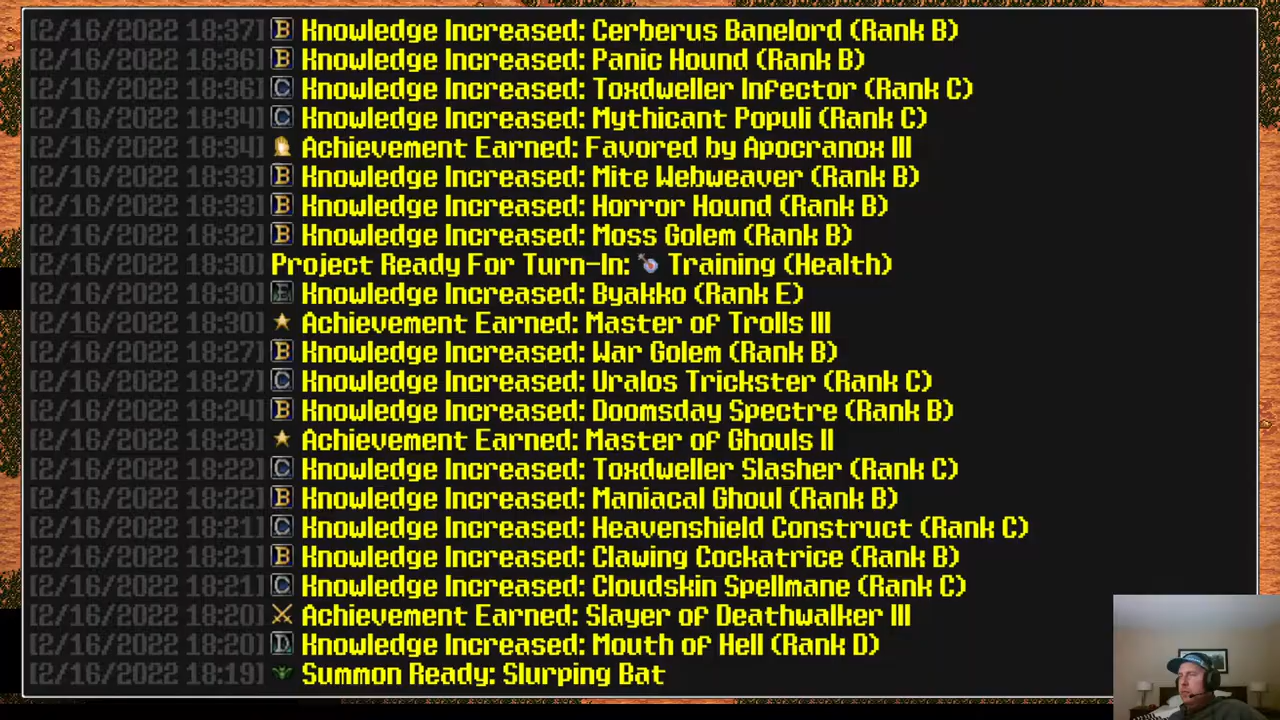 [2/16/2022 18:37] B Knowledge Increased: Cerberus Banelord (Rank B)
[2/16/2022 18:36] B Knowledge Increased: Panic Hound (Rank B)
[2/16/2022 18:36] C Knowledge Increased: Toxdweller Infector (Rank C)
[2/16/2022 18:34] C Knowledge Increased: Mythicant Populi (Rank C)
[2/16/2022 18:34] Achievement Earned: Favored by Apocranox III
[2/16/2022 18:33] B Knowledge Increased: Mite Webweaver (Rank B)
[2/16/2022 18:33] B Knowledge Increased: Horror Hound (Rank B)
[2/16/2022 18:32] B Knowledge Increased: Moss Golem (Rank B)
[2/16/2022 18:30] Project Ready For Turn-In: Training (Health)
[2/16/2022 18:30] E Knowledge Increased: Byakko (Rank E)
[2/16/2022 18:30] Achievement Earned: Master of Trolls III
[2/16/2022 18:27] B Knowledge Increased: War Golem (Rank B)
[2/16/2022 18:27] C Knowledge Increased: Uralos Trickster (Rank C)
[2/16/2022 18:24] B Knowledge Increased: Doomsday Spectre (Rank B)
[2/16/2022 18:23] Achievement Earned: Master of Ghouls II
[2/16/2022 18:22] C Knowledge Increased: Toxdweller Slasher (Rank C)
[2/16/2022 18:22] B Knowledge Increased: Maniacal Ghoul (Rank B)
[2/16/2022 18:21] C Knowledge Increased: Heavenshield Construct (Rank C)
[2/16/2022 18:21] B Knowledge Increased: Clawing Cockatrice (Rank B)
[2/16/2022 18:21] C Knowledge Increased: Cloudskin Spellmane (Rank C)
[2/16/2022 18:20] Achievement Earned: Slayer of Deathwalker III
[2/16/2022 18:20] D Knowledge Increased: Mouth of Hell (Rank D)
[2/16/2022 18:19] Summon Ready: Slurping Bat